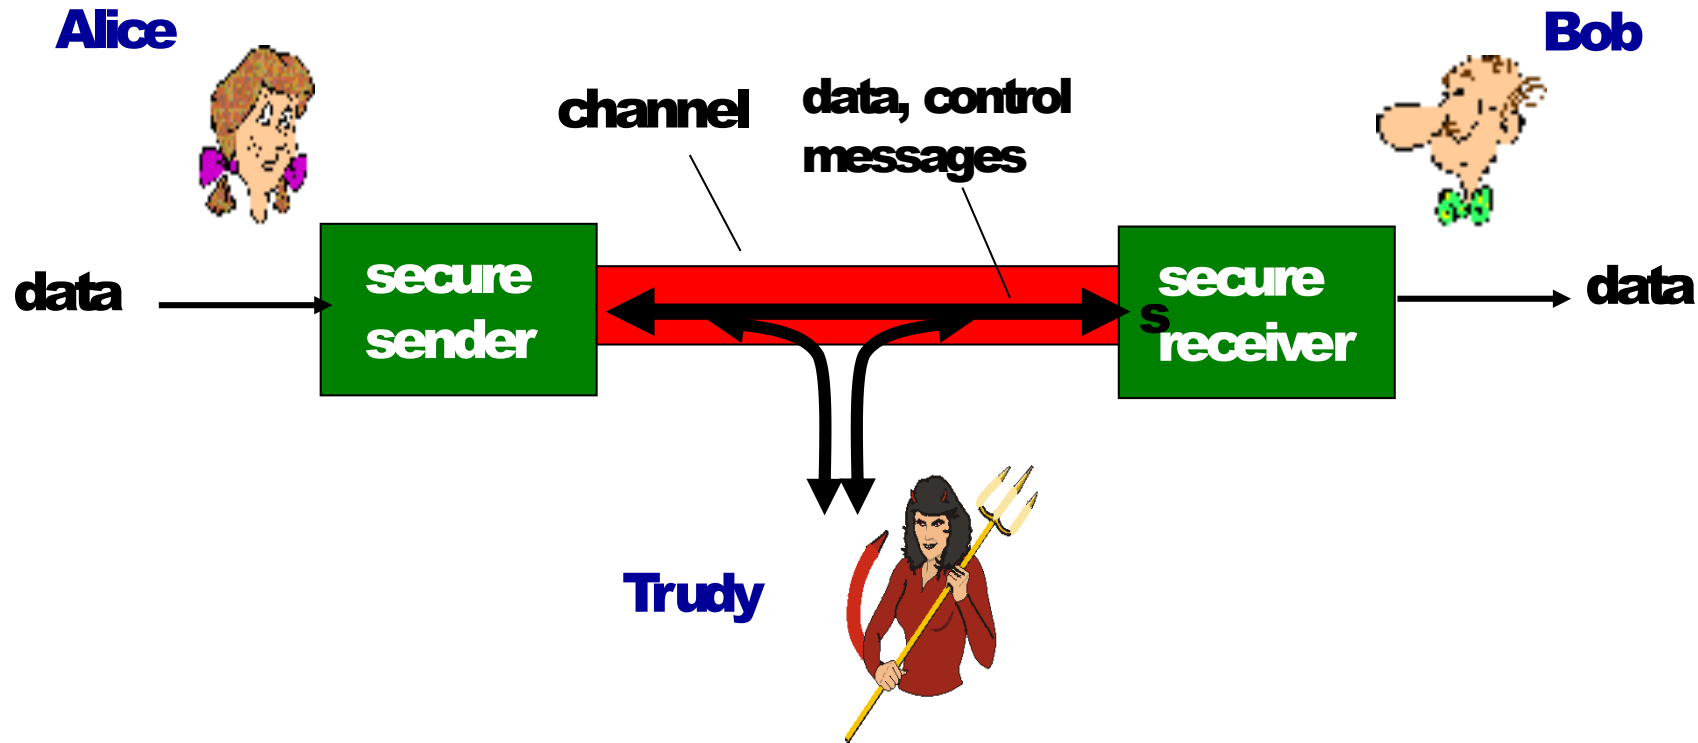 Alice
Bob
channel
data, control
messages
data
secure
sender
s
secure
receiver
data
Trudy